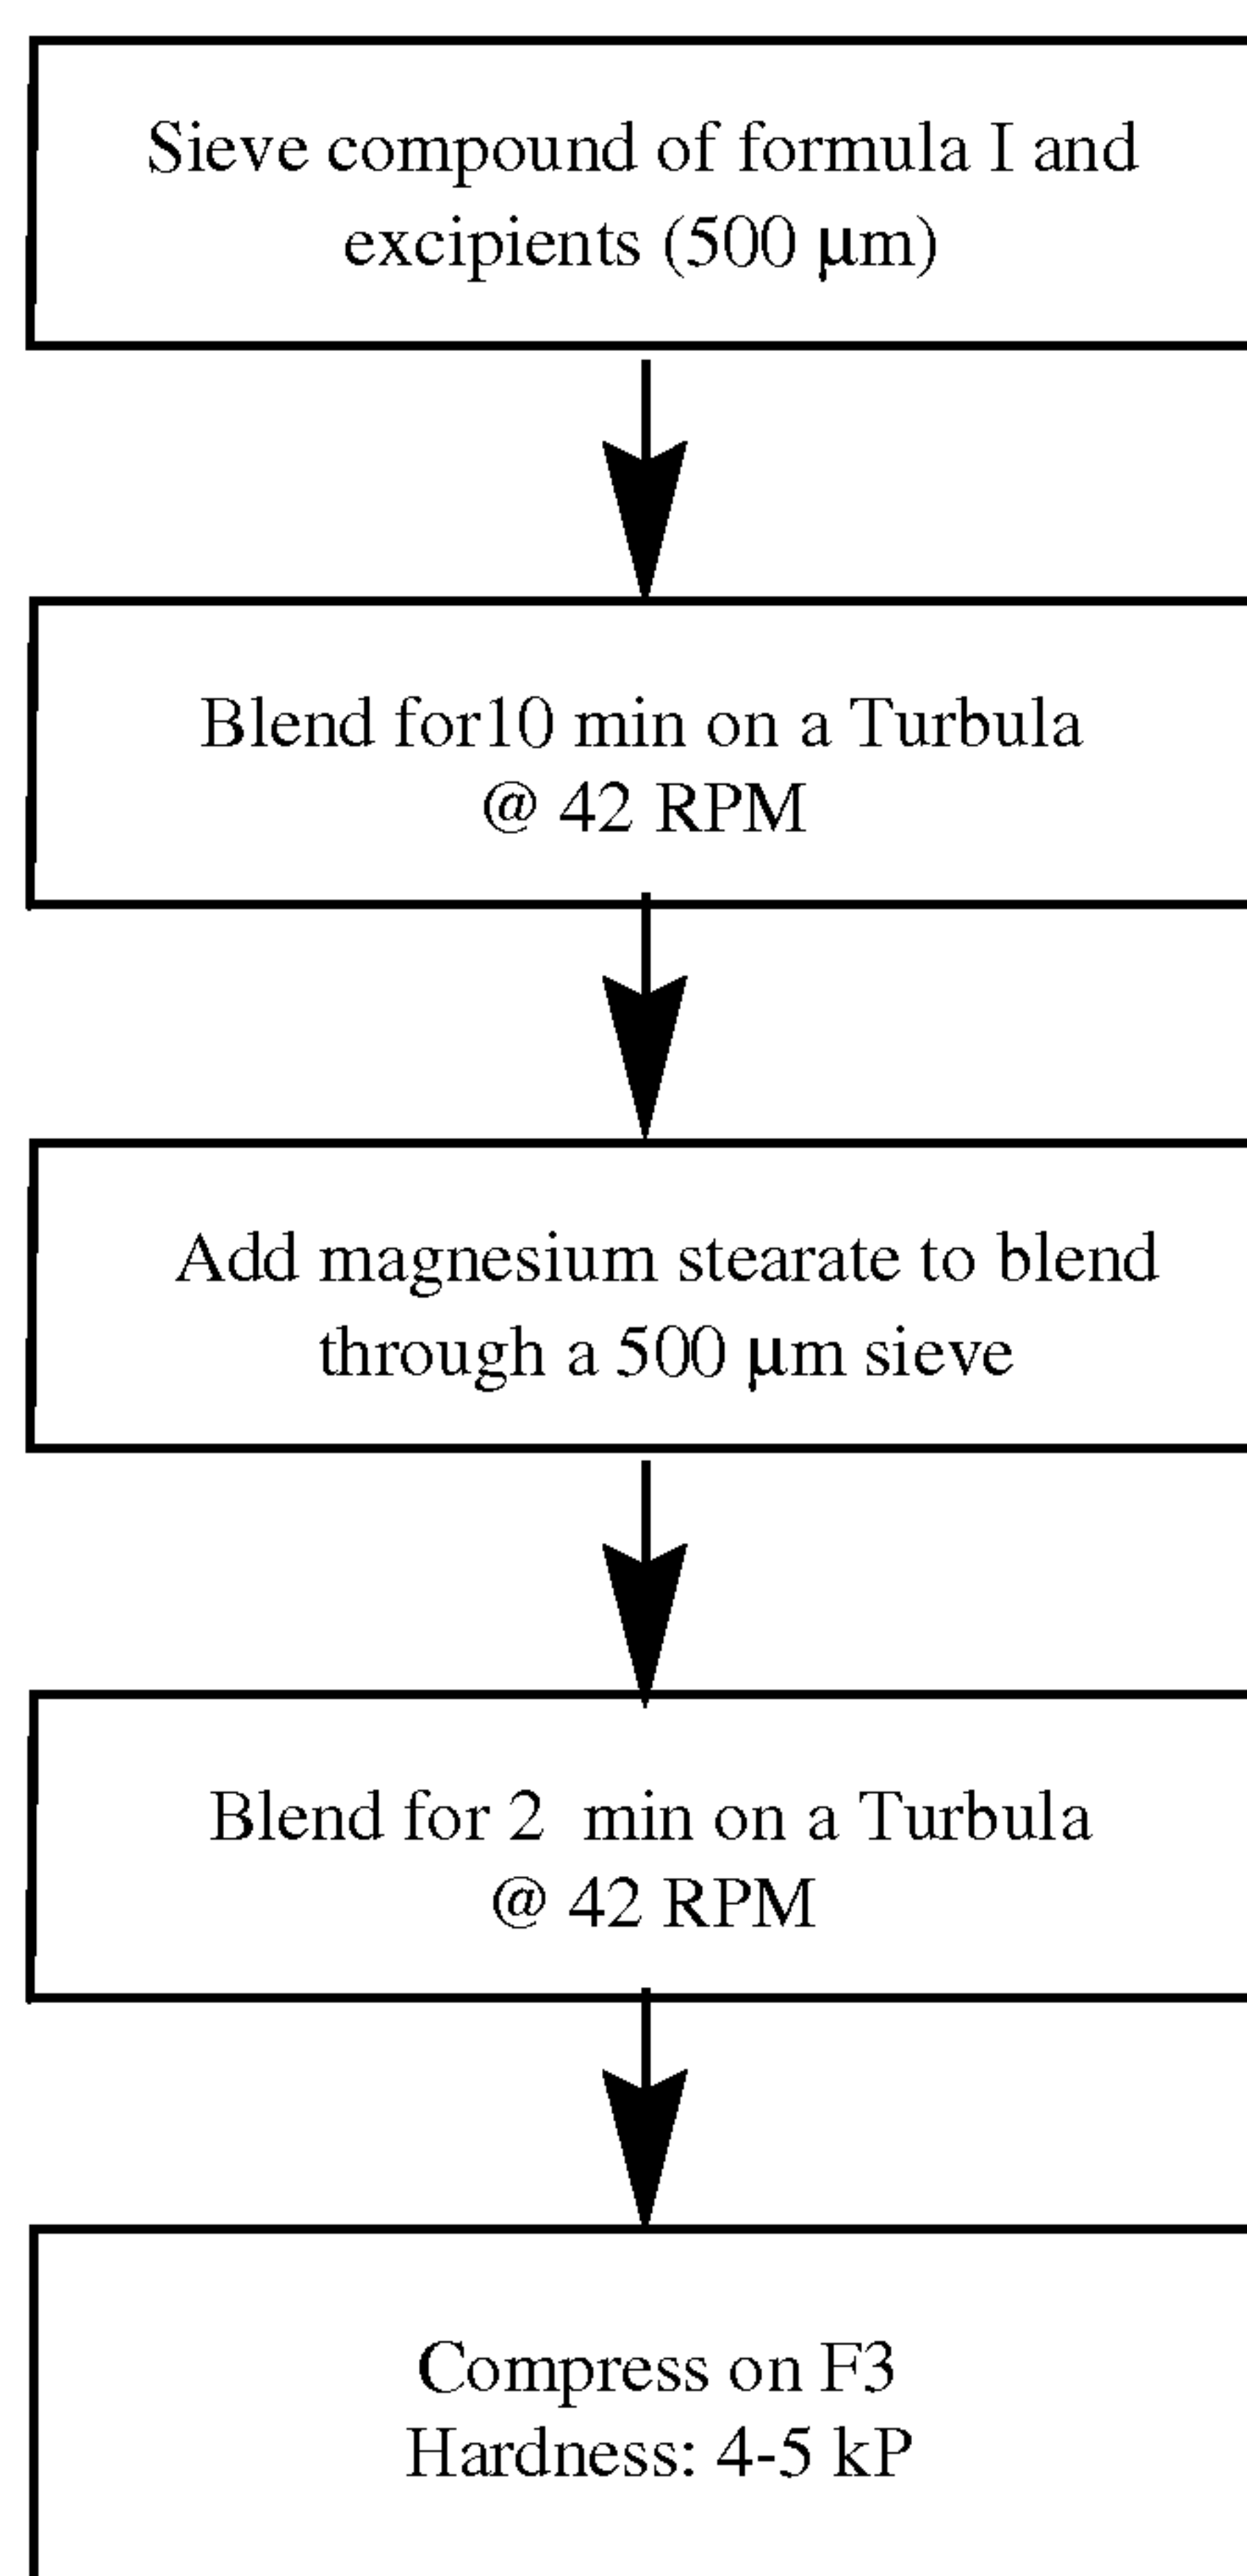 Sieve compound of formula I and
excipients (500 µm)
Blend for10 min on a Turbula
@ 42 RPM
Add magnesium stearate to blend
through a 500 µm sieve
Blend for 2  min on a Turbula
@ 42 RPM
Compress on F3
Hardness: 4-5 kP